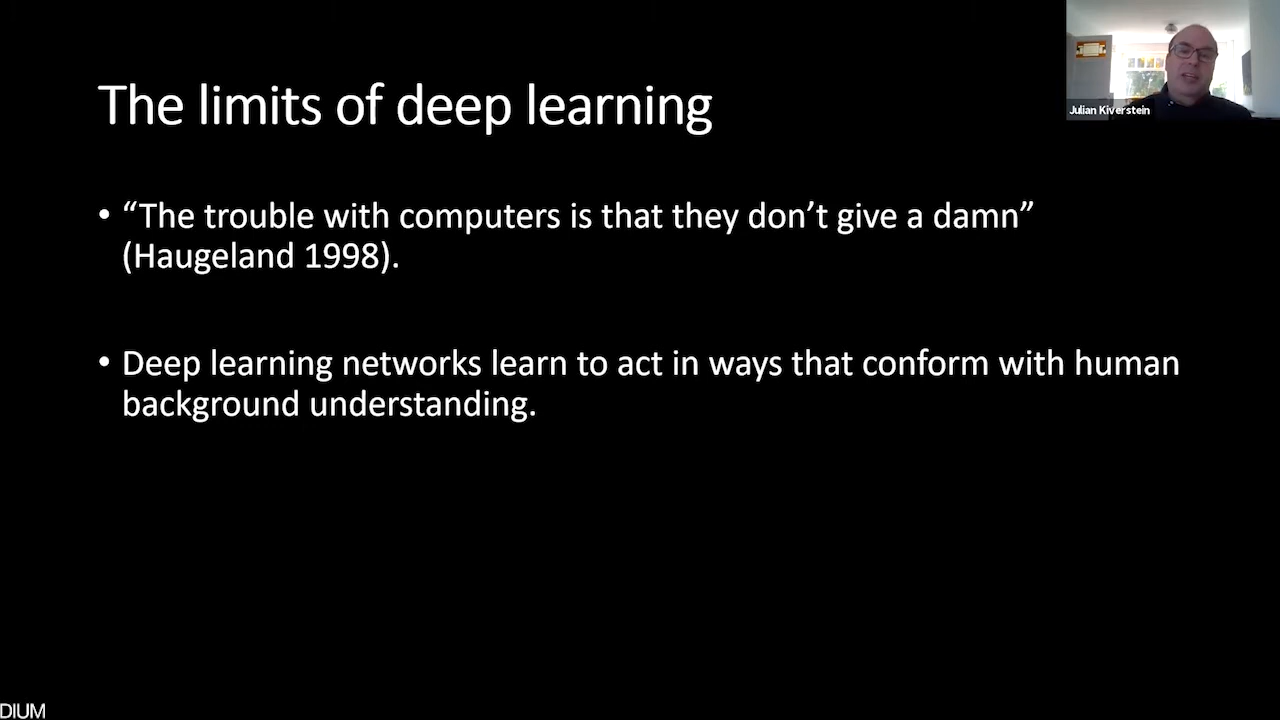 The limits of deep learning
Julian Kiverstein
• “The trouble with computers is that they don’t give a damn”
(Haugeland 1998).
• Deep learning networks learn to act in ways that conform with human
background understanding.
DIUM